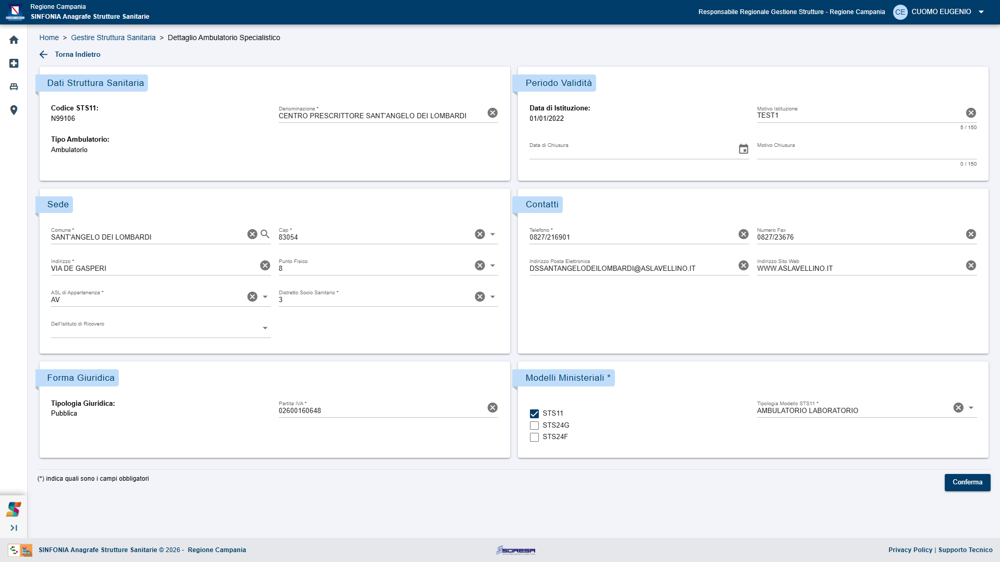 Regione Campania
SINFONIA Anagrafe Strutture Sanitarie
Responsabile Regionale Gestione Strutture - Regione Campania
CE
CUOMO EUGENIO
Home > Gestire Struttura Sanitaria > Dettaglio Ambulatorio Specialistico
Torna Indietro
Dati Struttura Sanitaria
Codice STS11:
N99106
Denominazione *
CENTRO PRESCRITTORE SANT'ANGELO DEI LOMBARDI
Tipo Ambulatorio:
Ambulatorio
Periodo Validità
Data di Istituzione:
01/01/2022
Motivo Istituzione
TEST1
5 / 150
Data di Chiusura
Motivo Chiusura
0 / 150
Sede
Comune *
SANT'ANGELO DEI LOMBARDI
Cap *
83054
Indirizzo *
VIA DE GASPERI
Punto Fisico
8
ASL di Appartenenza *
AV
Distretto Socio Sanitario *
3
Dell'Istituto di Ricovero
Contatti
Telefono *
0827/216901
Numero Fax
0827/23676
Indirizzo Posta Elettronica
DSSANTANGELODEILOMBARDI@ASLAVELLINO.IT
Indirizzo Sito Web
WWW.ASLAVELLINO.IT
Forma Giuridica
Tipologia Giuridica:
Pubblica
Partita IVA *
02600160648
Modelli Ministeriali *
STS11
STS24G
STS24F
Tipologia Modello STS11 *
AMBULATORIO LABORATORIO
(*) indica quali sono i campi obbligatori
Conferma
SINFONIA Anagrafe Strutture Sanitarie © 2026 - Regione Campania
SORESA
Privacy Policy | Supporto Tecnico